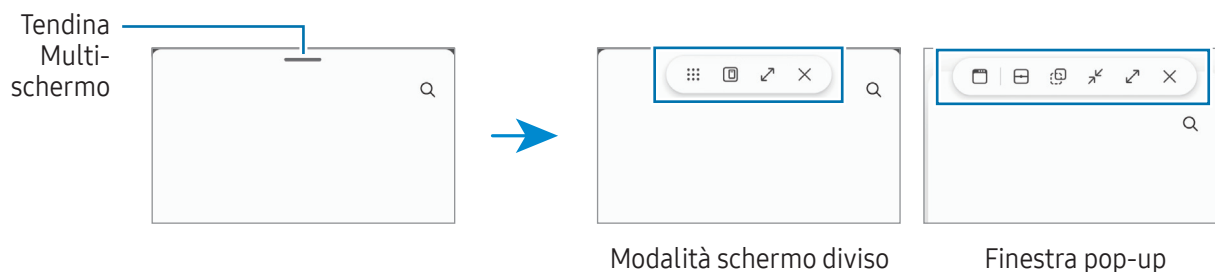 Tendina
Multi-
schermo
Modalità schermo diviso
Finestra pop-up